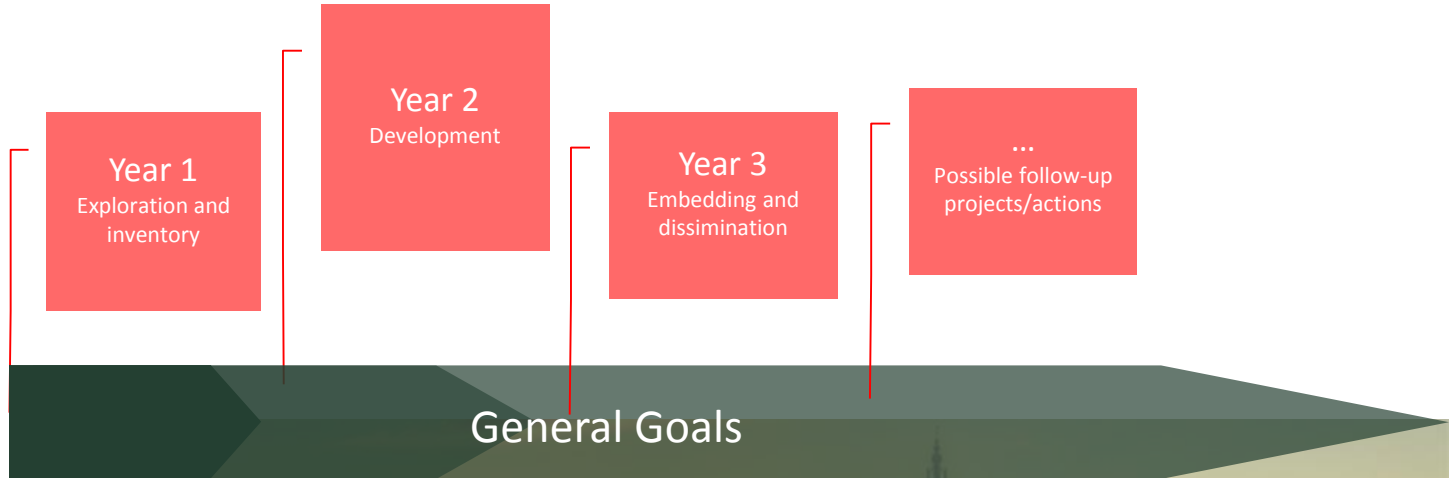 Year 1
Exploration and
inventory
Year 2
Development
Year 3
Embedding and
dissimination
...
Possible follow-up
projects/actions
General Goals